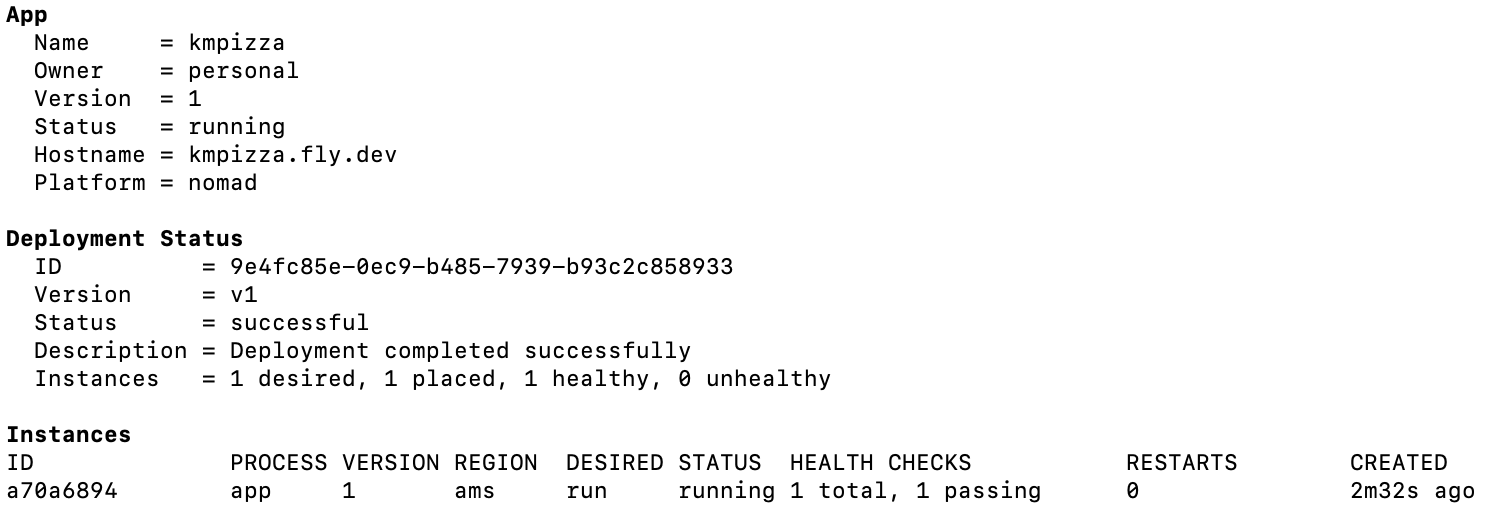 App
  Name     = kmpizza
  Owner    = personal
  Version  = 1
  Status   = running
  Hostname = kmpizza.fly.dev
  Platform = nomad

Deployment Status
  ID          = 9e4fc85e-0ec9-b485-7939-b93c2c858933
  Version     = v1
  Status      = successful
  Description = Deployment completed successfully
  Instances   = 1 desired, 1 placed, 1 healthy, 0 unhealthy

Instances
ID              PROCESS VERSION REGION  DESIRED STATUS  HEALTH CHECKS           RESTARTS        CREATED
a70a6894        app     1       ams     run     running 1 total, 1 passing      0               2m32s ago